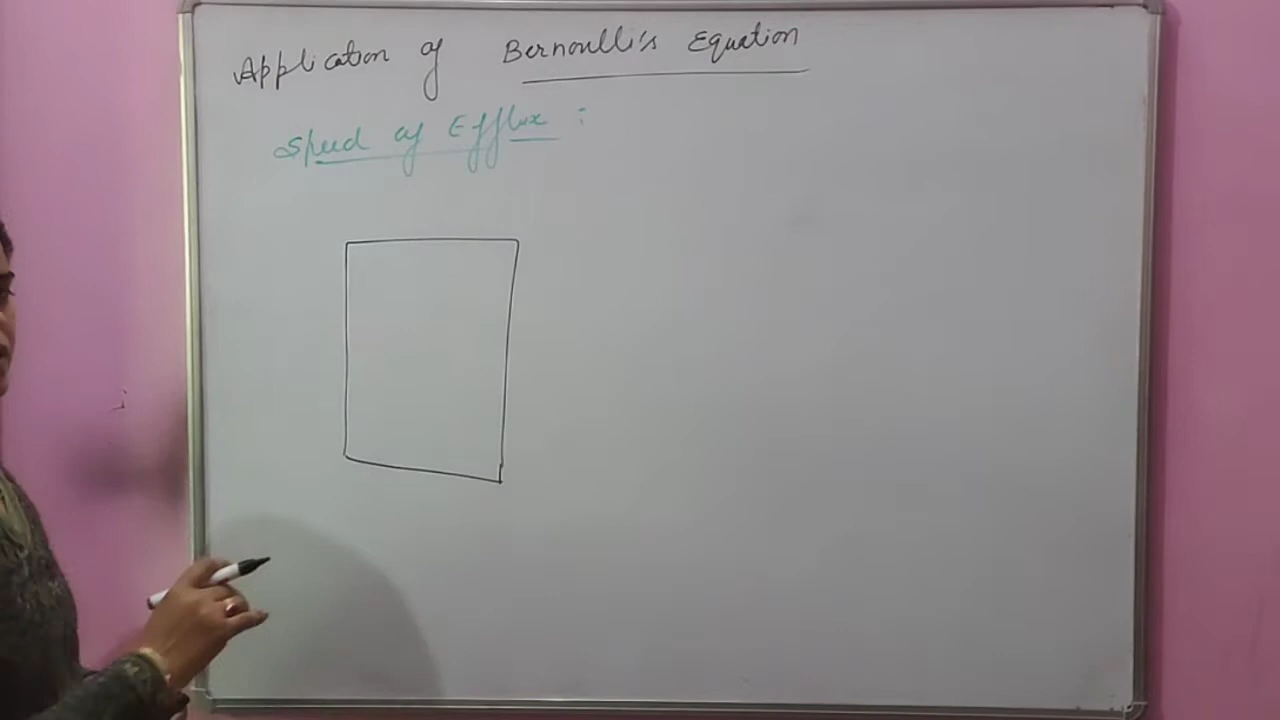 Application of Bernoulli's Equation
Speed of Efflux :